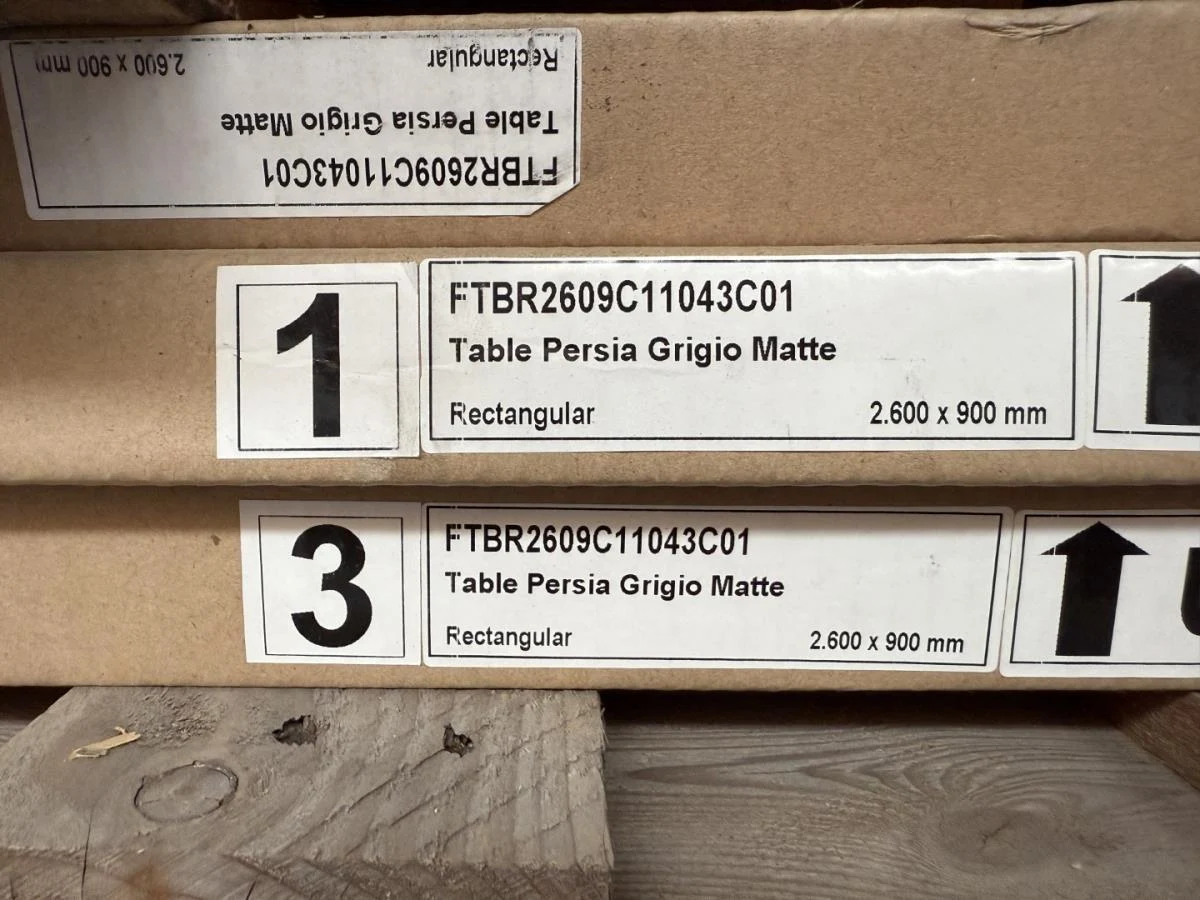 FTBR2609C11043C01
Table Persia Grigio Matte
Rectangular 2.600 x 900 mm
1
FTBR2609C11043C01
Table Persia Grigio Matte
Rectangular 2.600 x 900 mm
3
FTBR2609C11043C01
Table Persia Grigio Matte
Rectangular 2.600 x 900 mm